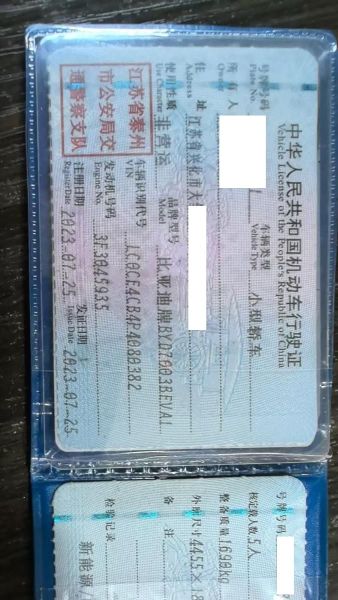 中华人民共和国机动车行驶证
Vehicle License of the People's Republic of China
号牌号码 车辆类型 小型轿车
Plate No. Vehicle Type
所有人
Owner
住址 江苏省兴化市
Address
使用性质 非营运 品牌型号 比亚迪牌BYD7003BEVA1
Use Character Model
江苏省泰州
市公安局交
通警察支队
车辆识别代号
VIN
发动机号码 3F3045035
Engine No.
注册日期 2023-07-25 发证日期 2023-07-25
Register Date Issue Date
号牌号码
核定载人数 5人
整备质量 1690kg
外廓尺寸 4455×18
备注
检验记录
新能源/